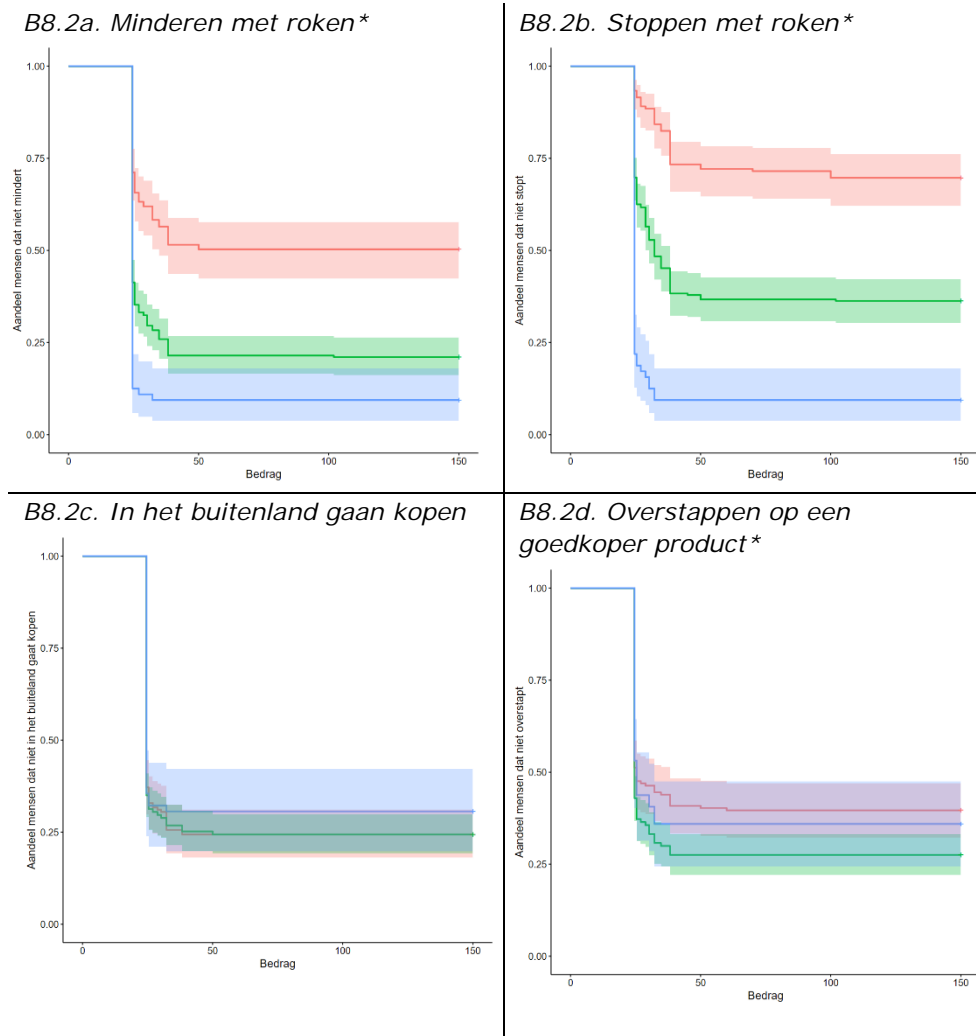 B8.2a. Minderen met roken*
Aandeel mensen dat niet mindert
1.00
0.75
0.50
0.25
0.00
0
50
100
150
Bedrag
B8.2b. Stoppen met roken*
Aandeel mensen dat niet stopt
1.00
0.75
0.50
0.25
0.00
0
50
100
150
Bedrag
B8.2c. In het buitenland gaan kopen
Aandeel mensen dat niet in het buiteland gaat kopen
1.00
0.75
0.50
0.25
0.00
0
50
100
150
Bedrag
B8.2d. Overstappen op een
goedkoper product*
Aandeel mensen dat niet overstapt
1.00
0.75
0.50
0.25
0.00
0
50
100
150
Bedrag